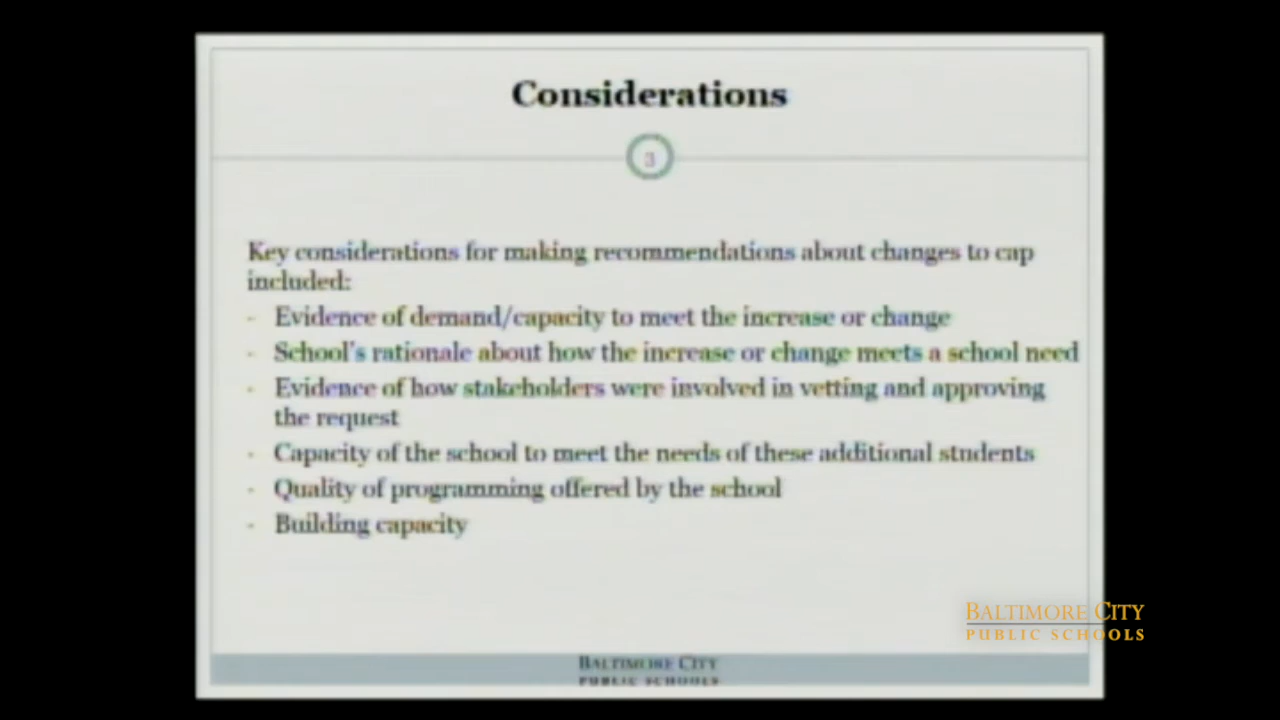 Considerations
3
Key considerations for making recommendations about changes to cap
included:
- Evidence of demand/capacity to meet the increase or change
- School's rationale about how the increase or change meets a school need
- Evidence of how stakeholders were involved in vetting and approving
the request
- Capacity of the school to meet the needs of these additional students
- Quality of programming offered by the school
- Building capacity
BALTIMORE CITY
PUBLIC SCHOOLS
BALTIMORE CITY
PUBLIC SCHOOLS